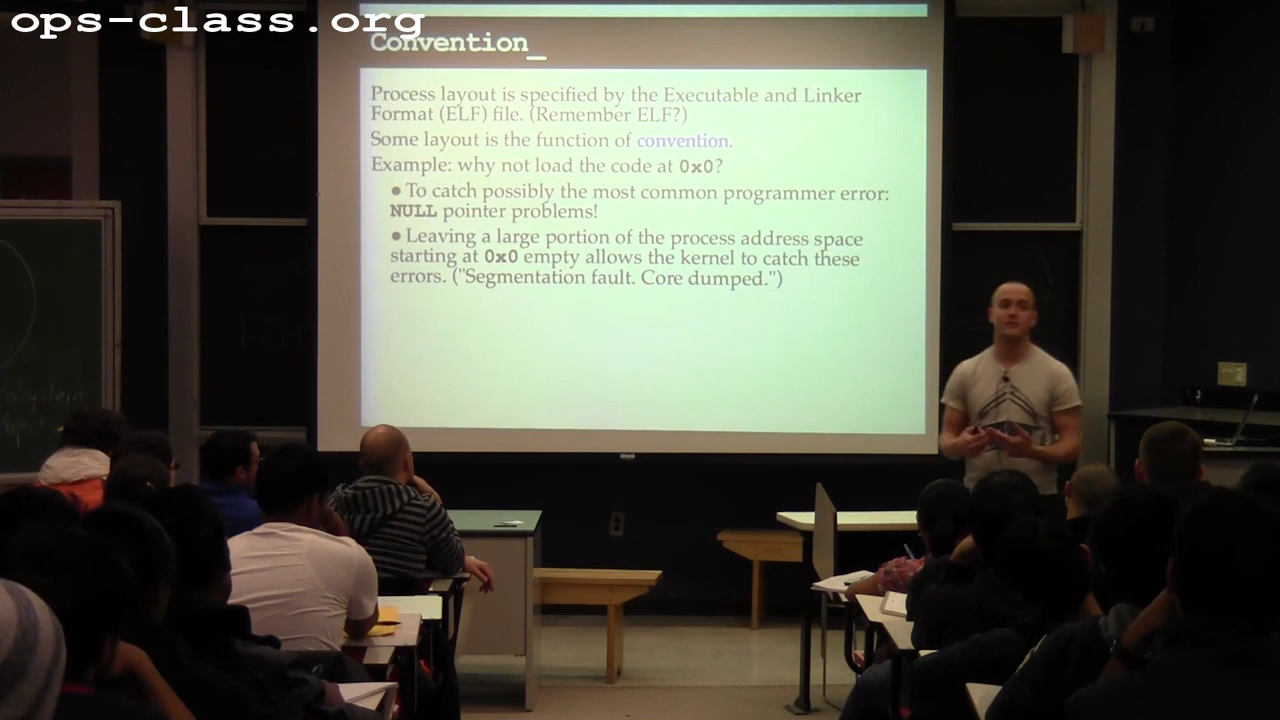 ops-class.org
Convention_
Process layout is specified by the Executable and Linker
Format (ELF) file. (Remember ELF?)
Some layout is the function of convention.
Example: why not load the code at 0x0?
• To catch possibly the most common programmer error:
NULL pointer problems!
• Leaving a large portion of the process address space
starting at 0x0 empty allows the kernel to catch these
errors. ("Segmentation fault. Core dumped.")